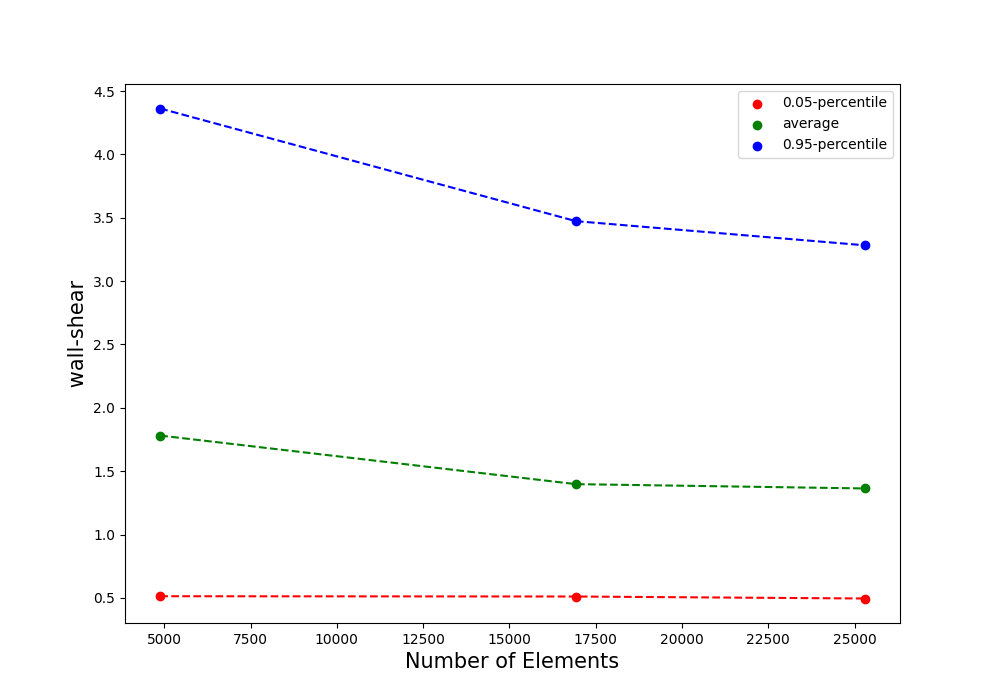 4.5
4.0
3.5
3.0
2.5
2.0
1.5
1.0
0.5
wall-shear
0.05-percentile
average
0.95-percentile
5000 7500 10000 12500 15000 17500 20000 22500 25000
Number of Elements